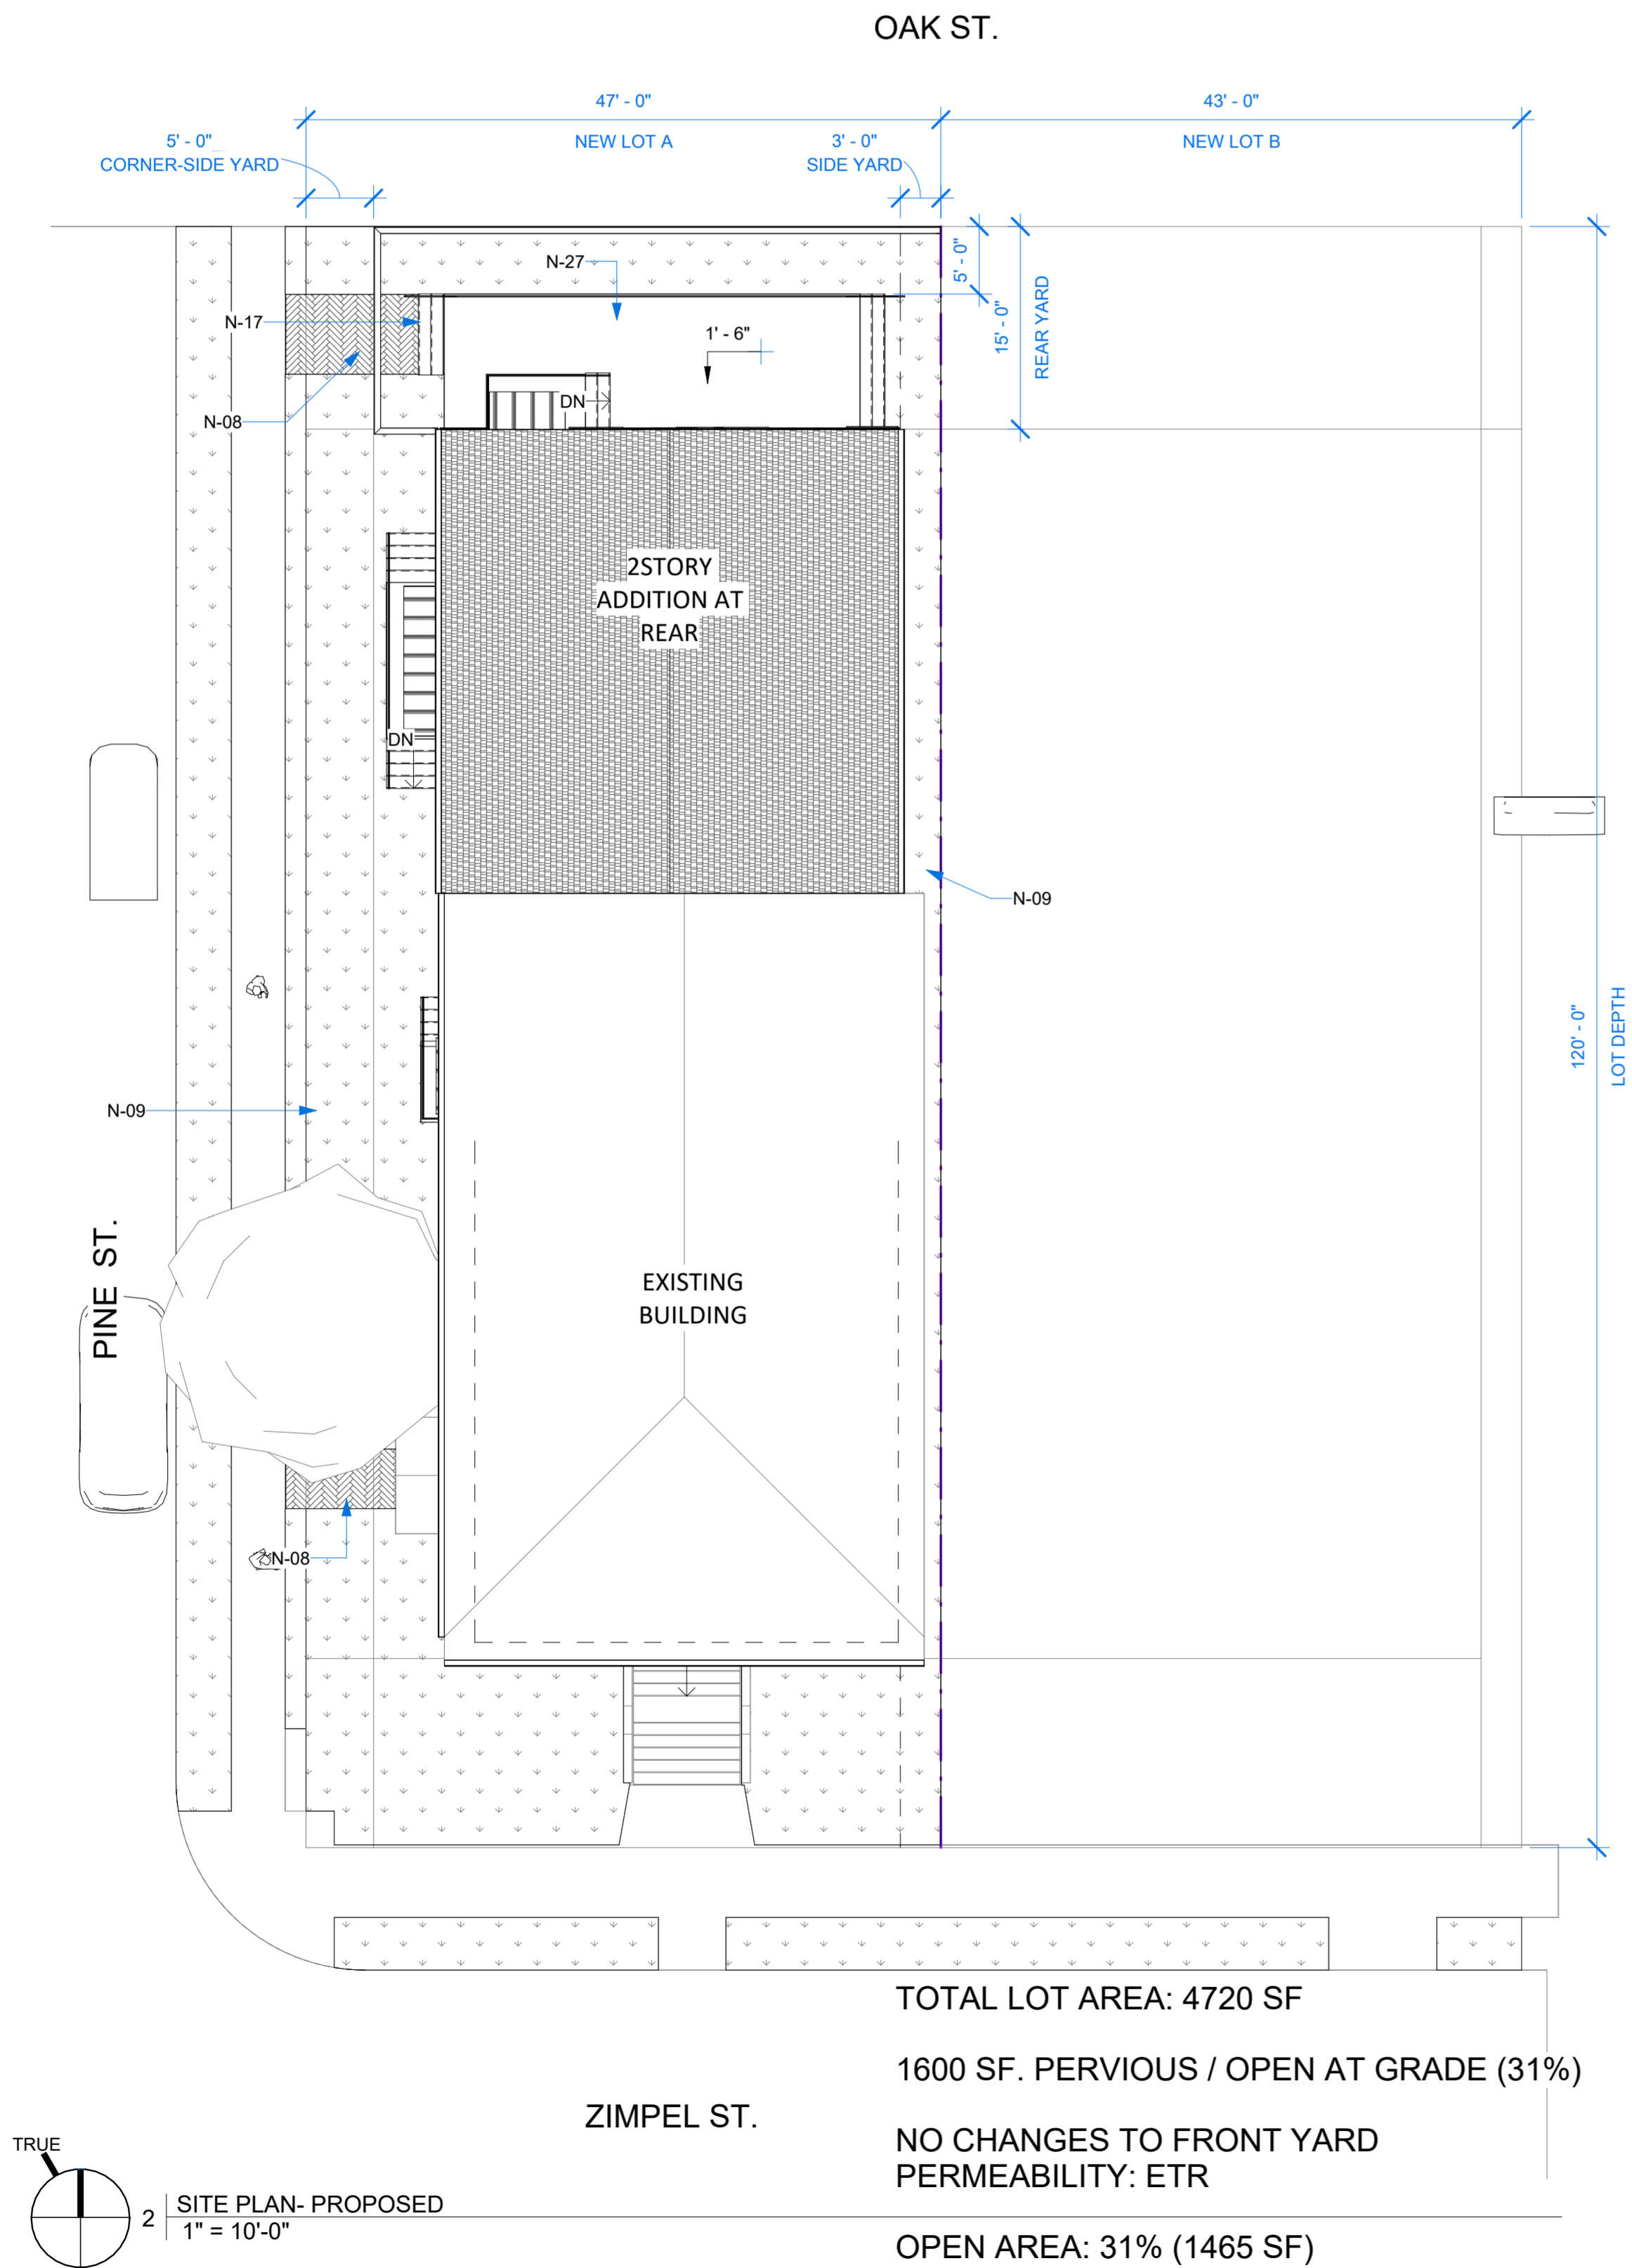 OAK ST.
47' - 0"
43' - 0"
5' - 0"
CORNER-SIDE YARD
NEW LOT A
3' - 0"
SIDE YARD
NEW LOT B
N-27
5' - 0"
15' - 0"
REAR YARD
N-17
1' - 6"
DN
N-08
2STORY
ADDITION AT
REAR
DN
N-09
120' - 0"
LOT DEPTH
N-09
PINE ST.
EXISTING
BUILDING
N-08
TOTAL LOT AREA: 4720 SF
1600 SF. PERVIOUS / OPEN AT GRADE (31%)
ZIMPEL ST.
NO CHANGES TO FRONT YARD
PERMEABILITY: ETR
TRUE
2
SITE PLAN- PROPOSED
1" = 10'-0"
OPEN AREA: 31% (1465 SF)